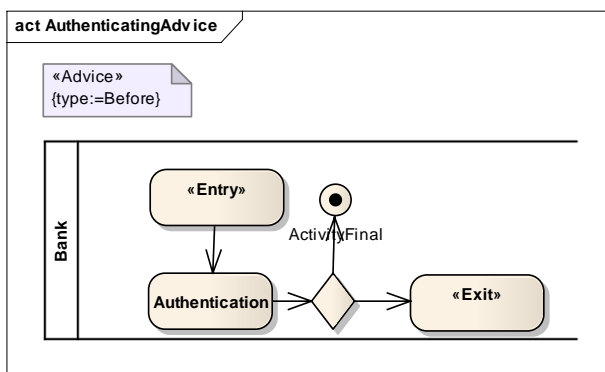 act AuthenticatingAdvice
«Advice»
{type:=Before}
Bank
«Entry»
ActivityFinal
Authentication
«Exit»